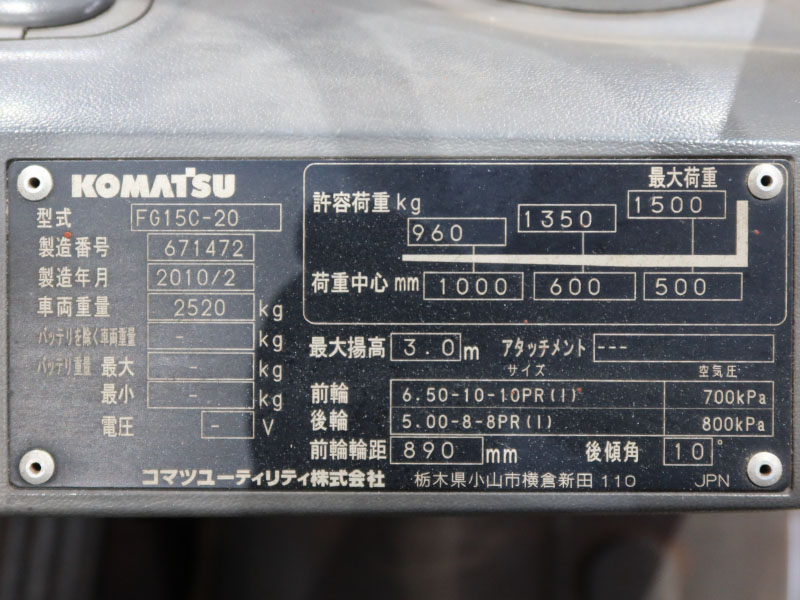 KOMATSU
型式 FG15C-20
製造番号 671472
製造年月 2010/2
車両重量 2520 kg
バッテリを除く車両重量 - kg
バッテリ重量 最大 - kg
最小 - kg
電圧 - V
最大荷重
許容荷重 kg 960 1350 1500
荷重中心 mm 1000 600 500
最大揚高 3.0 m アタッチメント ---
サイズ 空気圧
前輪 6.50-10-10PR(I) 700kPa
後輪 5.00-8-8PR(I) 800kPa
前輪輪距 890 mm 後傾角 10°
コマツユーティリティ株式会社 栃木県小山市横倉新田110 JPN